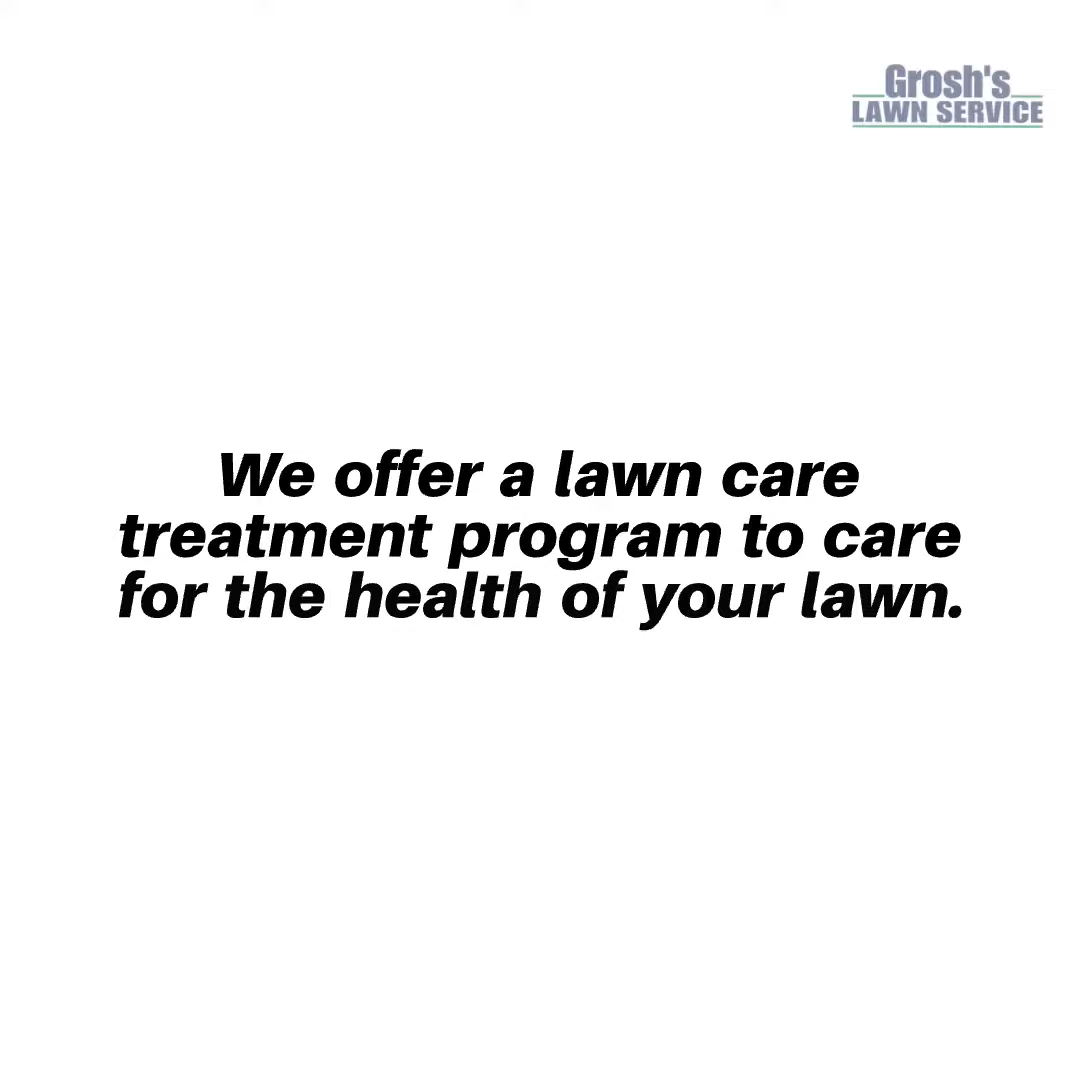 Grosh's
LAWN SERVICE
We offer a lawn care
treatment program to care
for the health of your lawn.